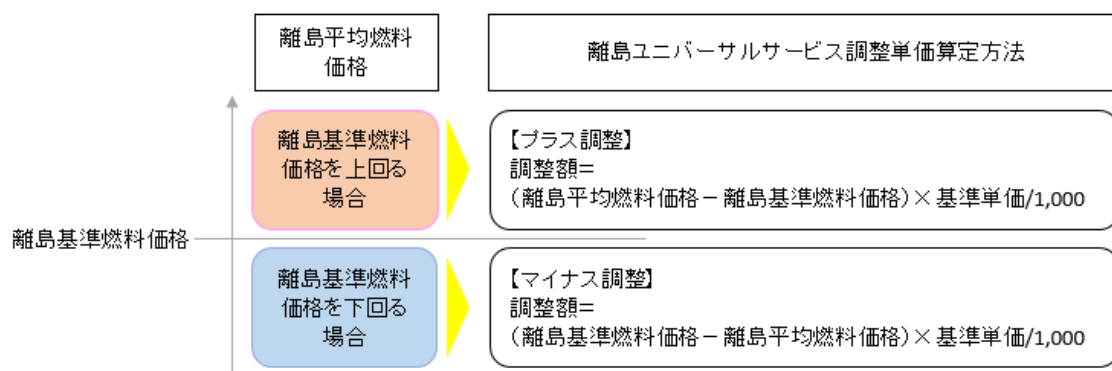 離島平均燃料
価格
離島ユニバーサルサービス調整単価算定方法
離島基準燃料
価格を上回る
場合
【プラス調整】
調整額＝
（離島平均燃料価格－離島基準燃料価格）×基準単価/1,000
離島基準燃料価格
離島基準燃料
価格を下回る
場合
【マイナス調整】
調整額＝
（離島基準燃料価格－離島平均燃料価格）×基準単価/1,000